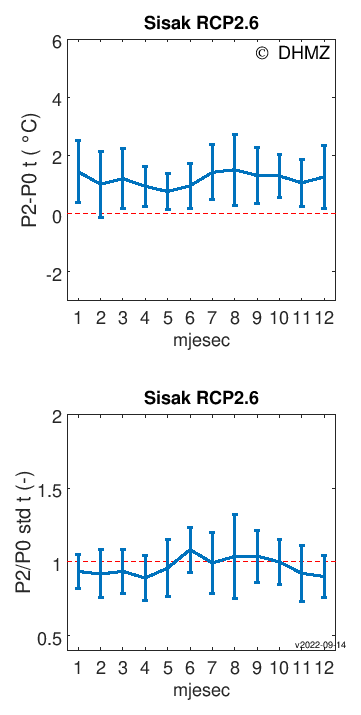 Sisak RCP2.6
© DHMZ
P2-P0 t ( °C)
6
4
2
0
-2
1 2 3 4 5 6 7 8 9 10 11 12
mjesec
Sisak RCP2.6
P2/P0 std t (-)
2
1.5
1
0.5
v2022-09-14
1 2 3 4 5 6 7 8 9 10 11 12
mjesec